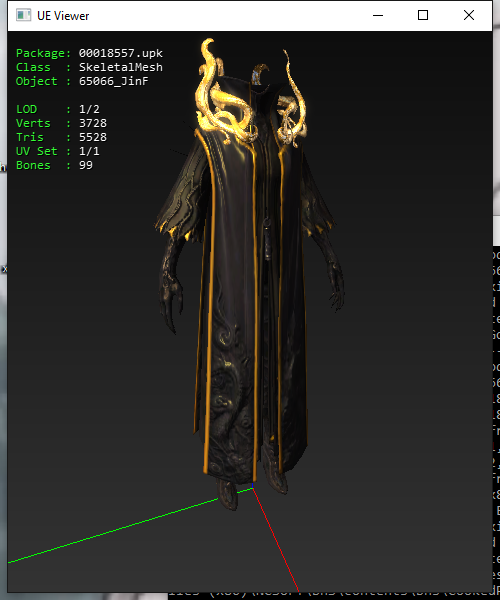 UE Viewer
Package: 00018557.upk
Class : SkeletalMesh
Object : 65066_JinF
LOD : 1/2
Verts : 3728
Tris : 5528
UV Set : 1/1
Bones : 99